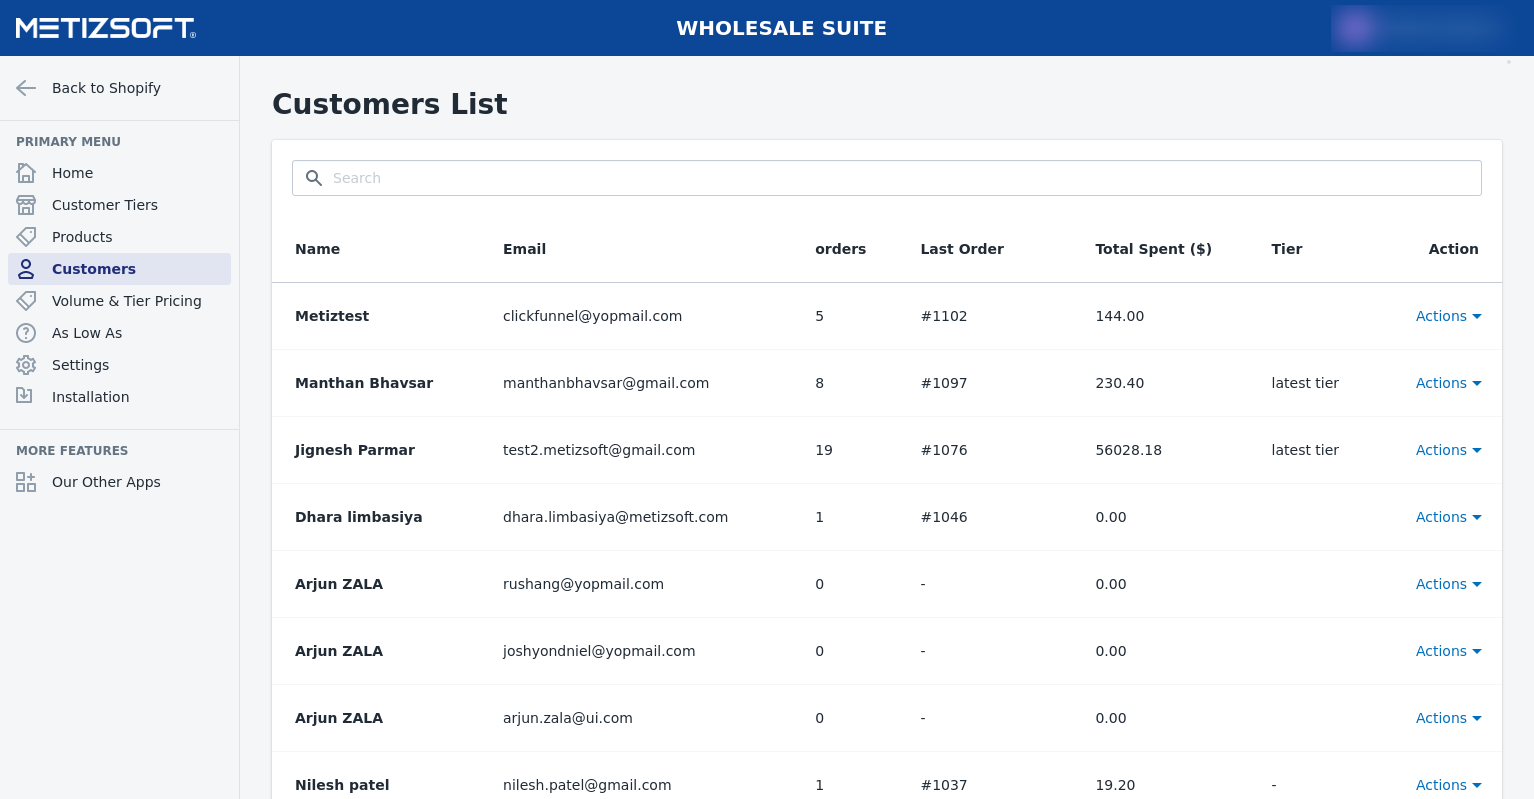 METIZSOFT®
WHOLESALE SUITE
Back to Shopify
PRIMARY MENU
Home
Customer Tiers
Products
Customers
Volume & Tier Pricing
As Low As
Settings
Installation
MORE FEATURES
Our Other Apps
Customers List
Search
Name Email orders Last Order Total Spent ($) Tier Action
Metiztest clickfunnel@yopmail.com 5 #1102 144.00 Actions
Manthan Bhavsar manthanbhavsar@gmail.com 8 #1097 230.40 latest tier Actions
Jignesh Parmar test2.metizsoft@gmail.com 19 #1076 56028.18 latest tier Actions
Dhara limbasiya dhara.limbasiya@metizsoft.com 1 #1046 0.00 Actions
Arjun ZALA rushang@yopmail.com 0 - 0.00 Actions
Arjun ZALA joshyondniel@yopmail.com 0 - 0.00 Actions
Arjun ZALA arjun.zala@ui.com 0 - 0.00 Actions
Nilesh patel nilesh.patel@gmail.com 1 #1037 19.20 - Actions